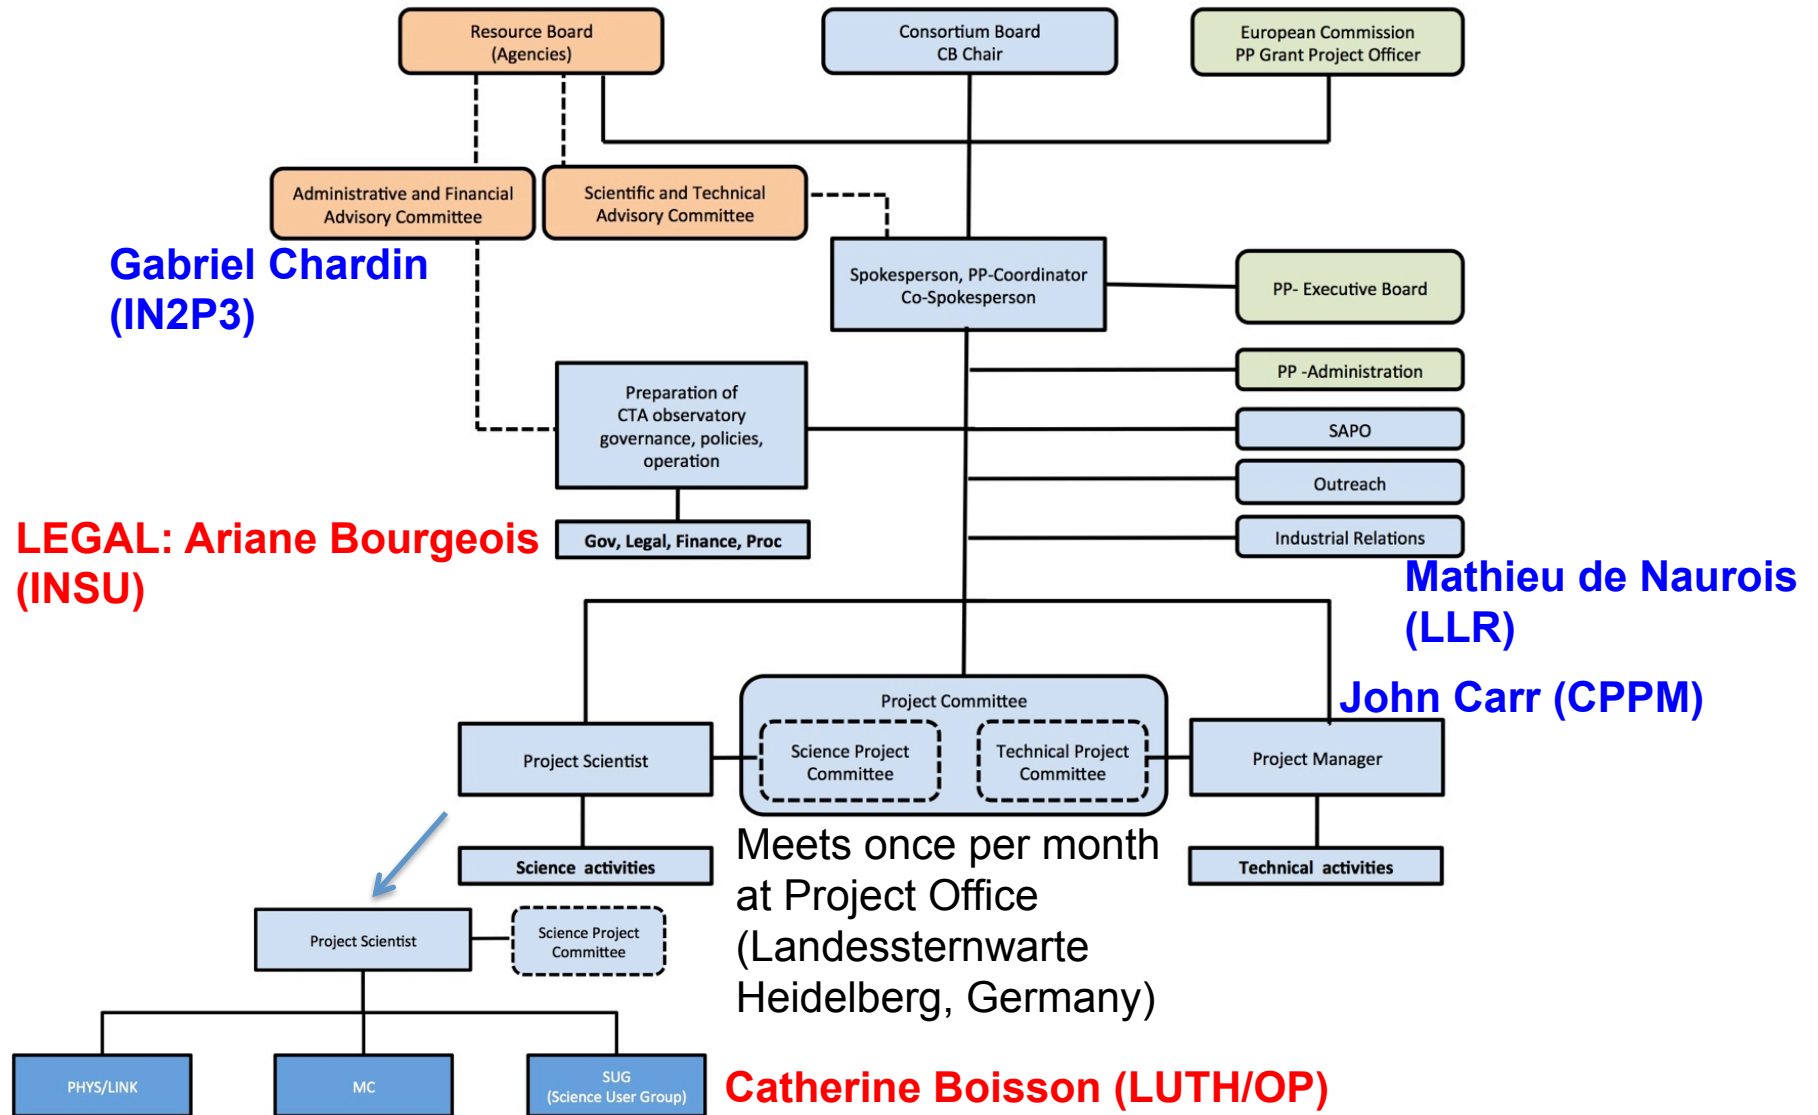 Resource Board
(Agencies)
Consortium Board
CB Chair
European Commission
PP Grant Project Officer
Administrative and Financial
Advisory Committee
Scientific and Technical
Advisory Committee
Gabriel Chardin
(IN2P3)
Spokesperson, PP-Coordinator
Co-Spokesperson
PP- Executive Board
PP -Administration
Preparation of
CTA observatory
governance, policies,
operation
SAPO
Outreach
LEGAL: Ariane Bourgeois
(INSU)
Gov, Legal, Finance, Proc
Industrial Relations
Mathieu de Naurois
(LLR)
John Carr (CPPM)
Project Committee
Project Scientist
Science Project
Committee
Technical Project
Committee
Project Manager
Science activities
Meets once per month
at Project Office
(Landessternwarte
Heidelberg, Germany)
Technical activities
Project Scientist
Science Project
Committee
PHYS/LINK
MC
SUG
(Science User Group)
Catherine Boisson (LUTH/OP)